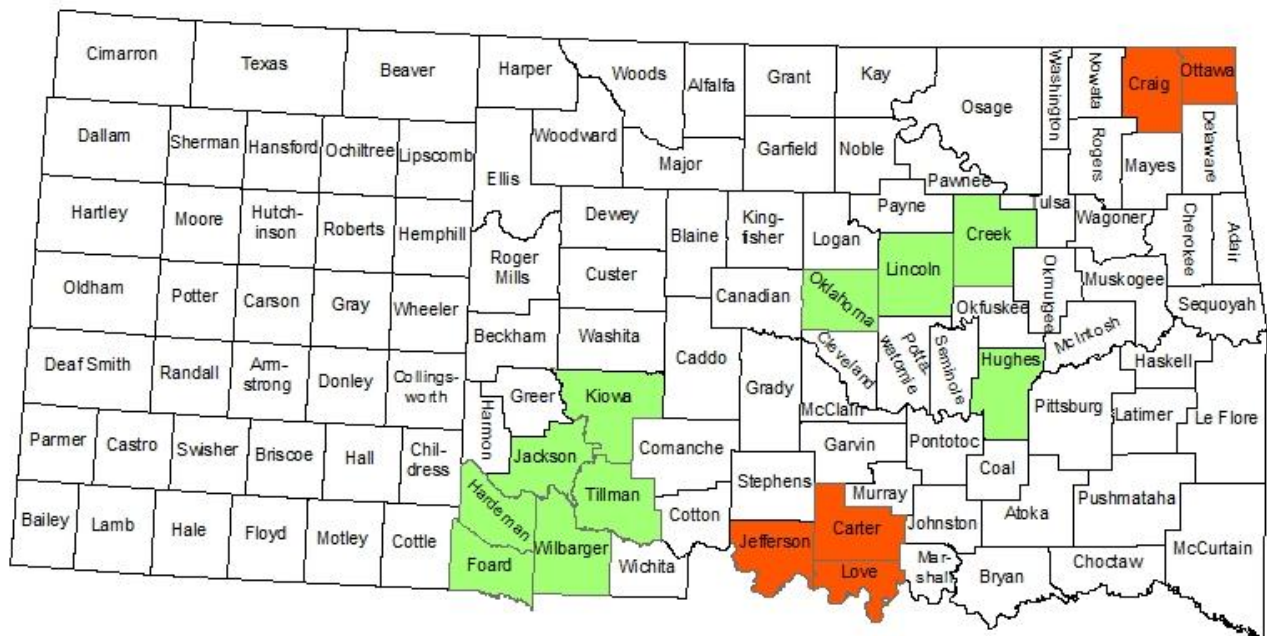 Cimarron
Texas
Beaver
Harper
Woods
Alfalfa
Grant
Kay
Osage
Washington
Nowata
Craig
Ottawa
Dallam
Sherman
Hansford
Ochiltree
Lipscomb
Ellis
Woodward
Major
Garfield
Noble
Pawnee
Rogers
Mayes
Delaware
Hartley
Moore
Hutch-
inson
Roberts
Hemphill
Roger
Mills
Dewey
Blaine
King-
fisher
Logan
Payne
Creek
Tulsa
Wagoner
Cherokee
Adair
Oldham
Potter
Carson
Gray
Wheeler
Beckham
Custer
Washita
Canadian
Oklahoma
Lincoln
Okfuskee
Okmugee
Muskogee
McIntosh
Sequoyah
Deaf Smith
Randall
Arm-
strong
Donley
Collings-
worth
Harmon
Greer
Kiowa
Caddo
Grady
Cleveland
McClain
Potta-
watomie
Seminole
Hughes
Pittsburg
Haskell
Latimer
Le Flore
Parmer
Castro
Swisher
Briscoe
Hall
Chil-
dress
Jackson
Comanche
Garvin
Pontotoc
Coal
Bailey
Lamb
Hale
Floyd
Motley
Cottle
Hardeman
Foard
Wilbarger
Tillman
Wichita
Cotton
Stephens
Jefferson
Murray
Carter
Love
Johnston
Mar-
shall
Atoka
Bryan
Pushmataha
Choctaw
McCurtain